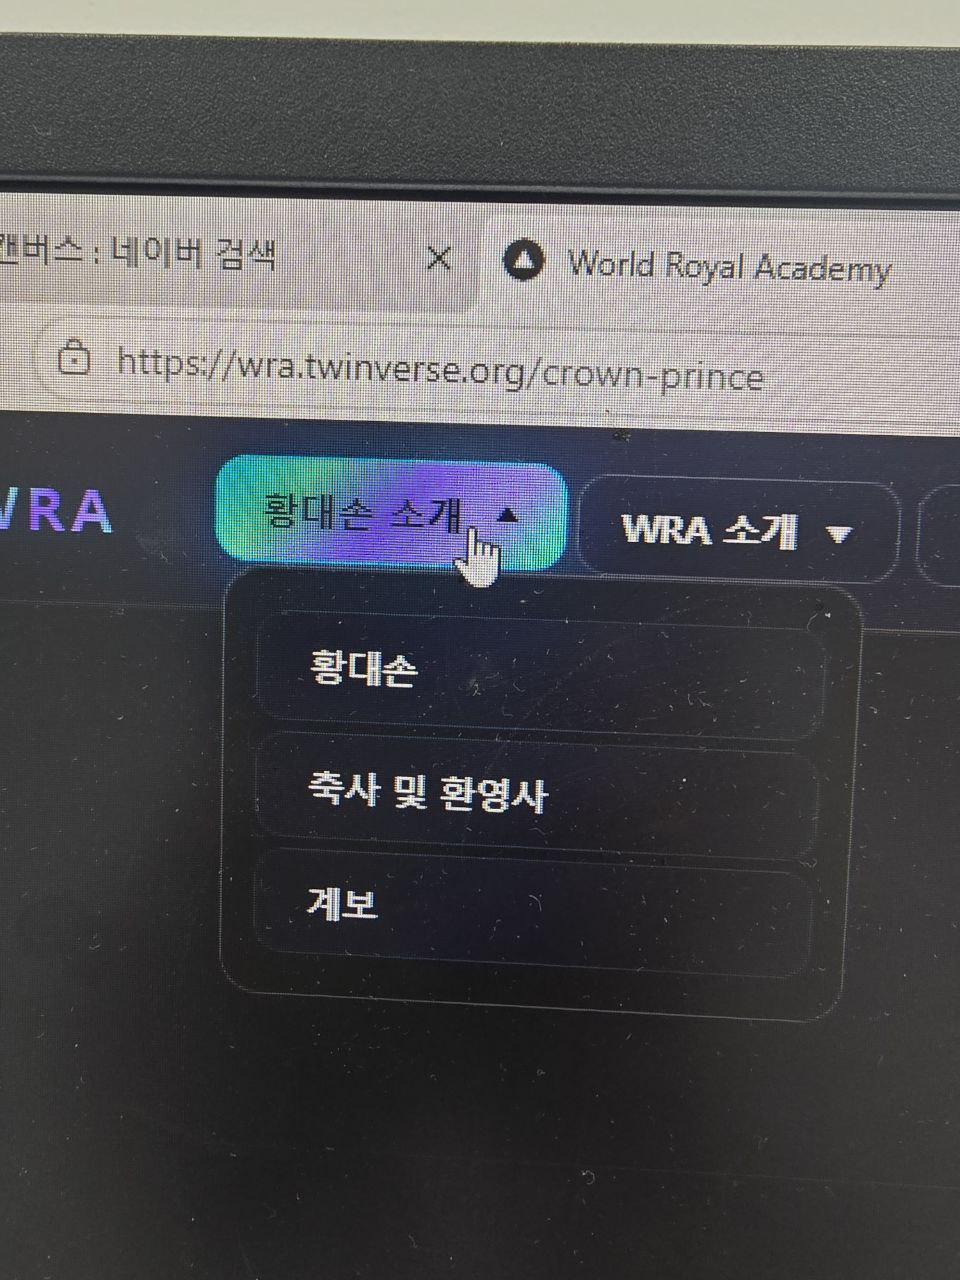 캔버스 : 네이버 검색
World Royal Academy
https://wra.twinverse.org/crown-prince
WRA
황대손 소개 ▲
WRA 소개 ▼
황대손
축사 및 환영사
계보